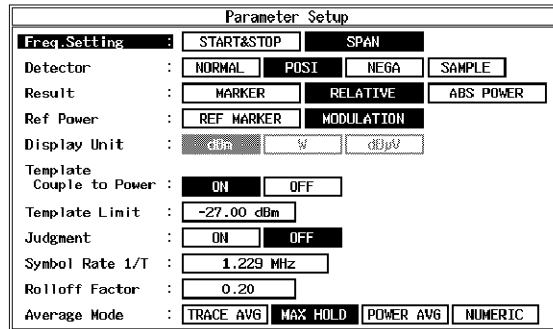 Parameter Setup
Freq.Setting : START&STOP SPAN
Detector : NORMAL POSI NEGA SAMPLE
Result : MARKER RELATIVE ABS POWER
Ref Power : REF MARKER MODULATION
Display Unit : dBm W dBμV
Template
Couple to Power : ON OFF
Template Limit : -27.00 dBm
Judgment : ON OFF
Symbol Rate 1/T : 1.229 MHz
Rolloff Factor : 0.20
Average Mode : TRACE AVG MAX HOLD POWER AVG NUMERIC